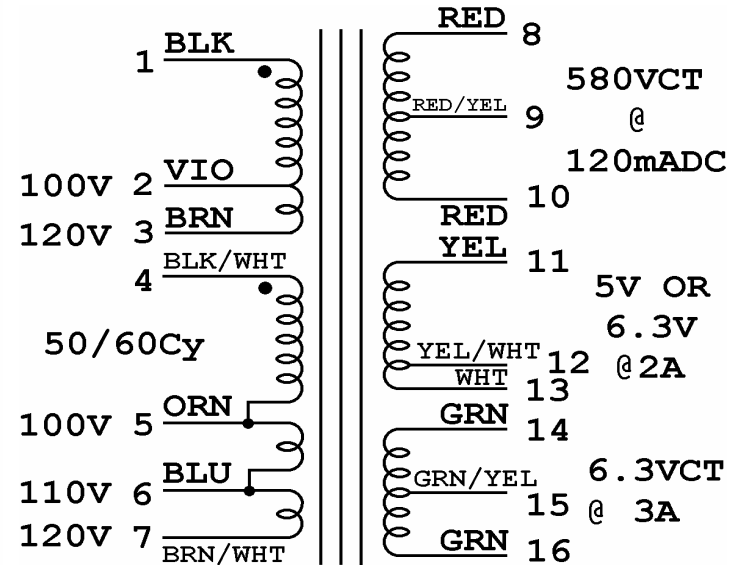 1 BLK
100V 2 VIO
120V 3 BRN
4 BLK/WHT
50/60Cy
100V 5 ORN
110V 6 BLU
120V 7 BRN/WHT
RED 8
580VCT
RED/YEL 9
@
120mADC
10
RED
YEL 11
5V OR
6.3V
YEL/WHT 12
@2A
WHT 13
GRN 14
6.3VCT
GRN/YEL 15
@ 3A
GRN 16